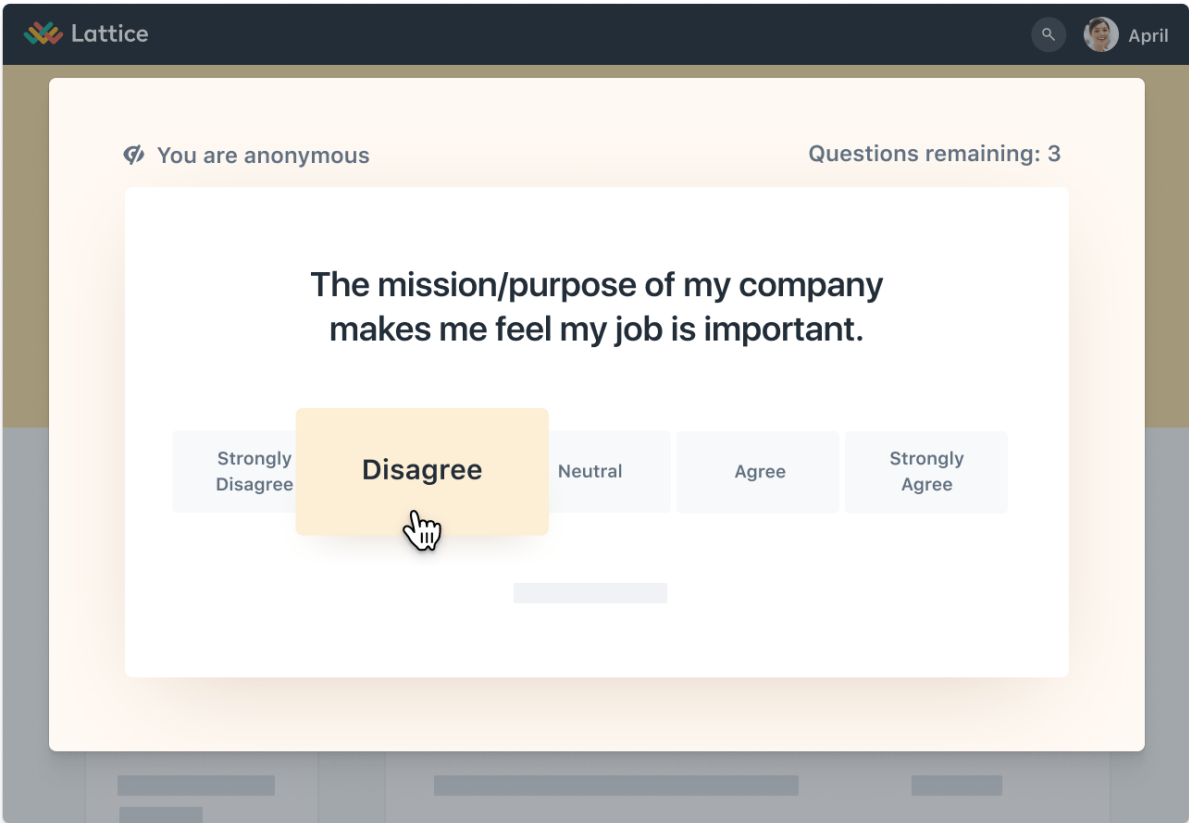 Lattice
April
You are anonymous
Questions remaining: 3
The mission/purpose of my company
makes me feel my job is important.
Strongly
Disagree
Disagree
Neutral
Agree
Strongly
Agree